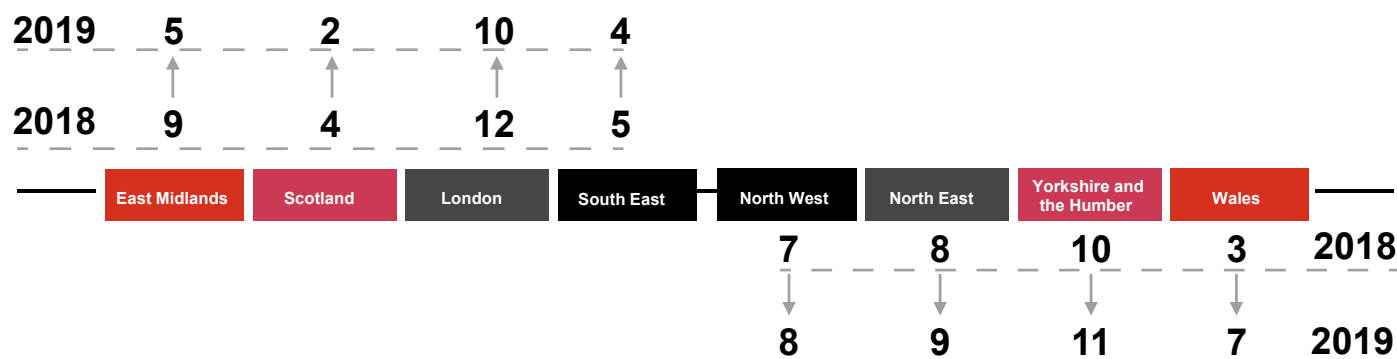 2019 5 2 10 4
2018 9 4 12 5
East Midlands Scotland London South East North West North East Yorkshire and the Humber Wales
7 8 10 3 2018
8 9 11 7 2019